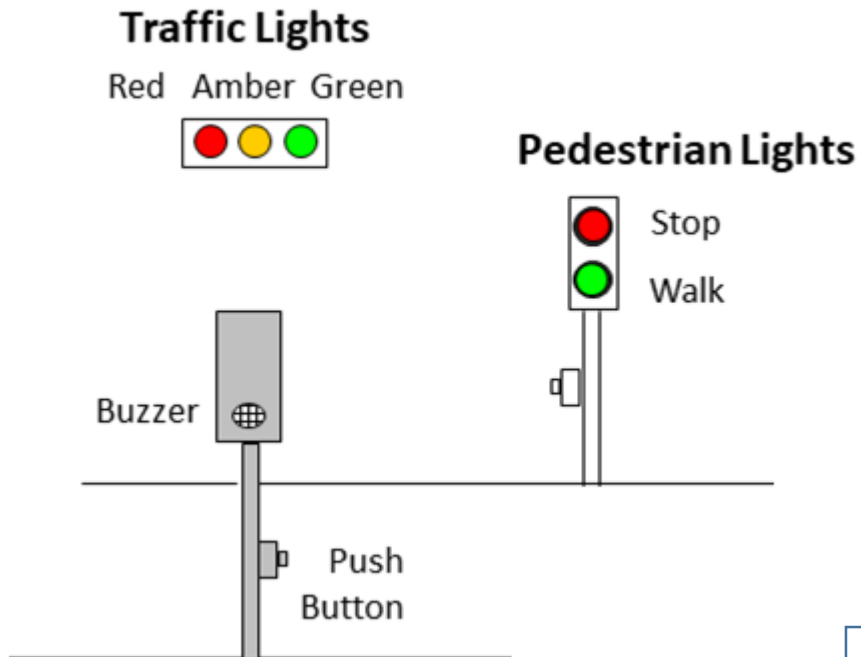 Traffic Lights
Red Amber Green
Pedestrian Lights
Stop
Walk
Buzzer
Push
Button